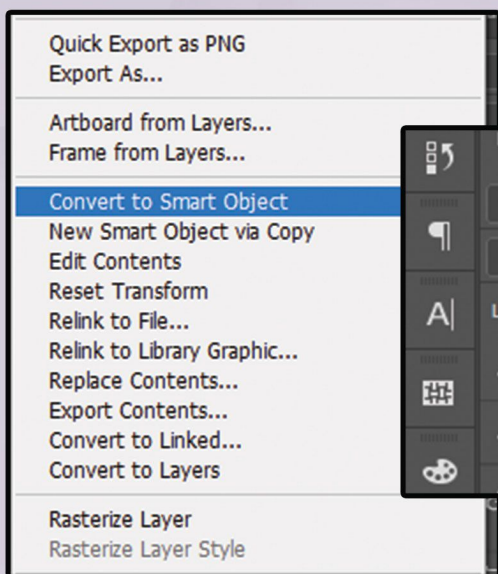 Quick Export as PNG
Export As...
Artboard from Layers...
Frame from Layers...
Convert to Smart Object
New Smart Object via Copy
Edit Contents
Reset Transform
Relink to File...
Relink to Library Graphic...
Replace Contents...
Export Contents...
Convert to Linked...
Convert to Layers
Rasterize Layer
Rasterize Layer Style